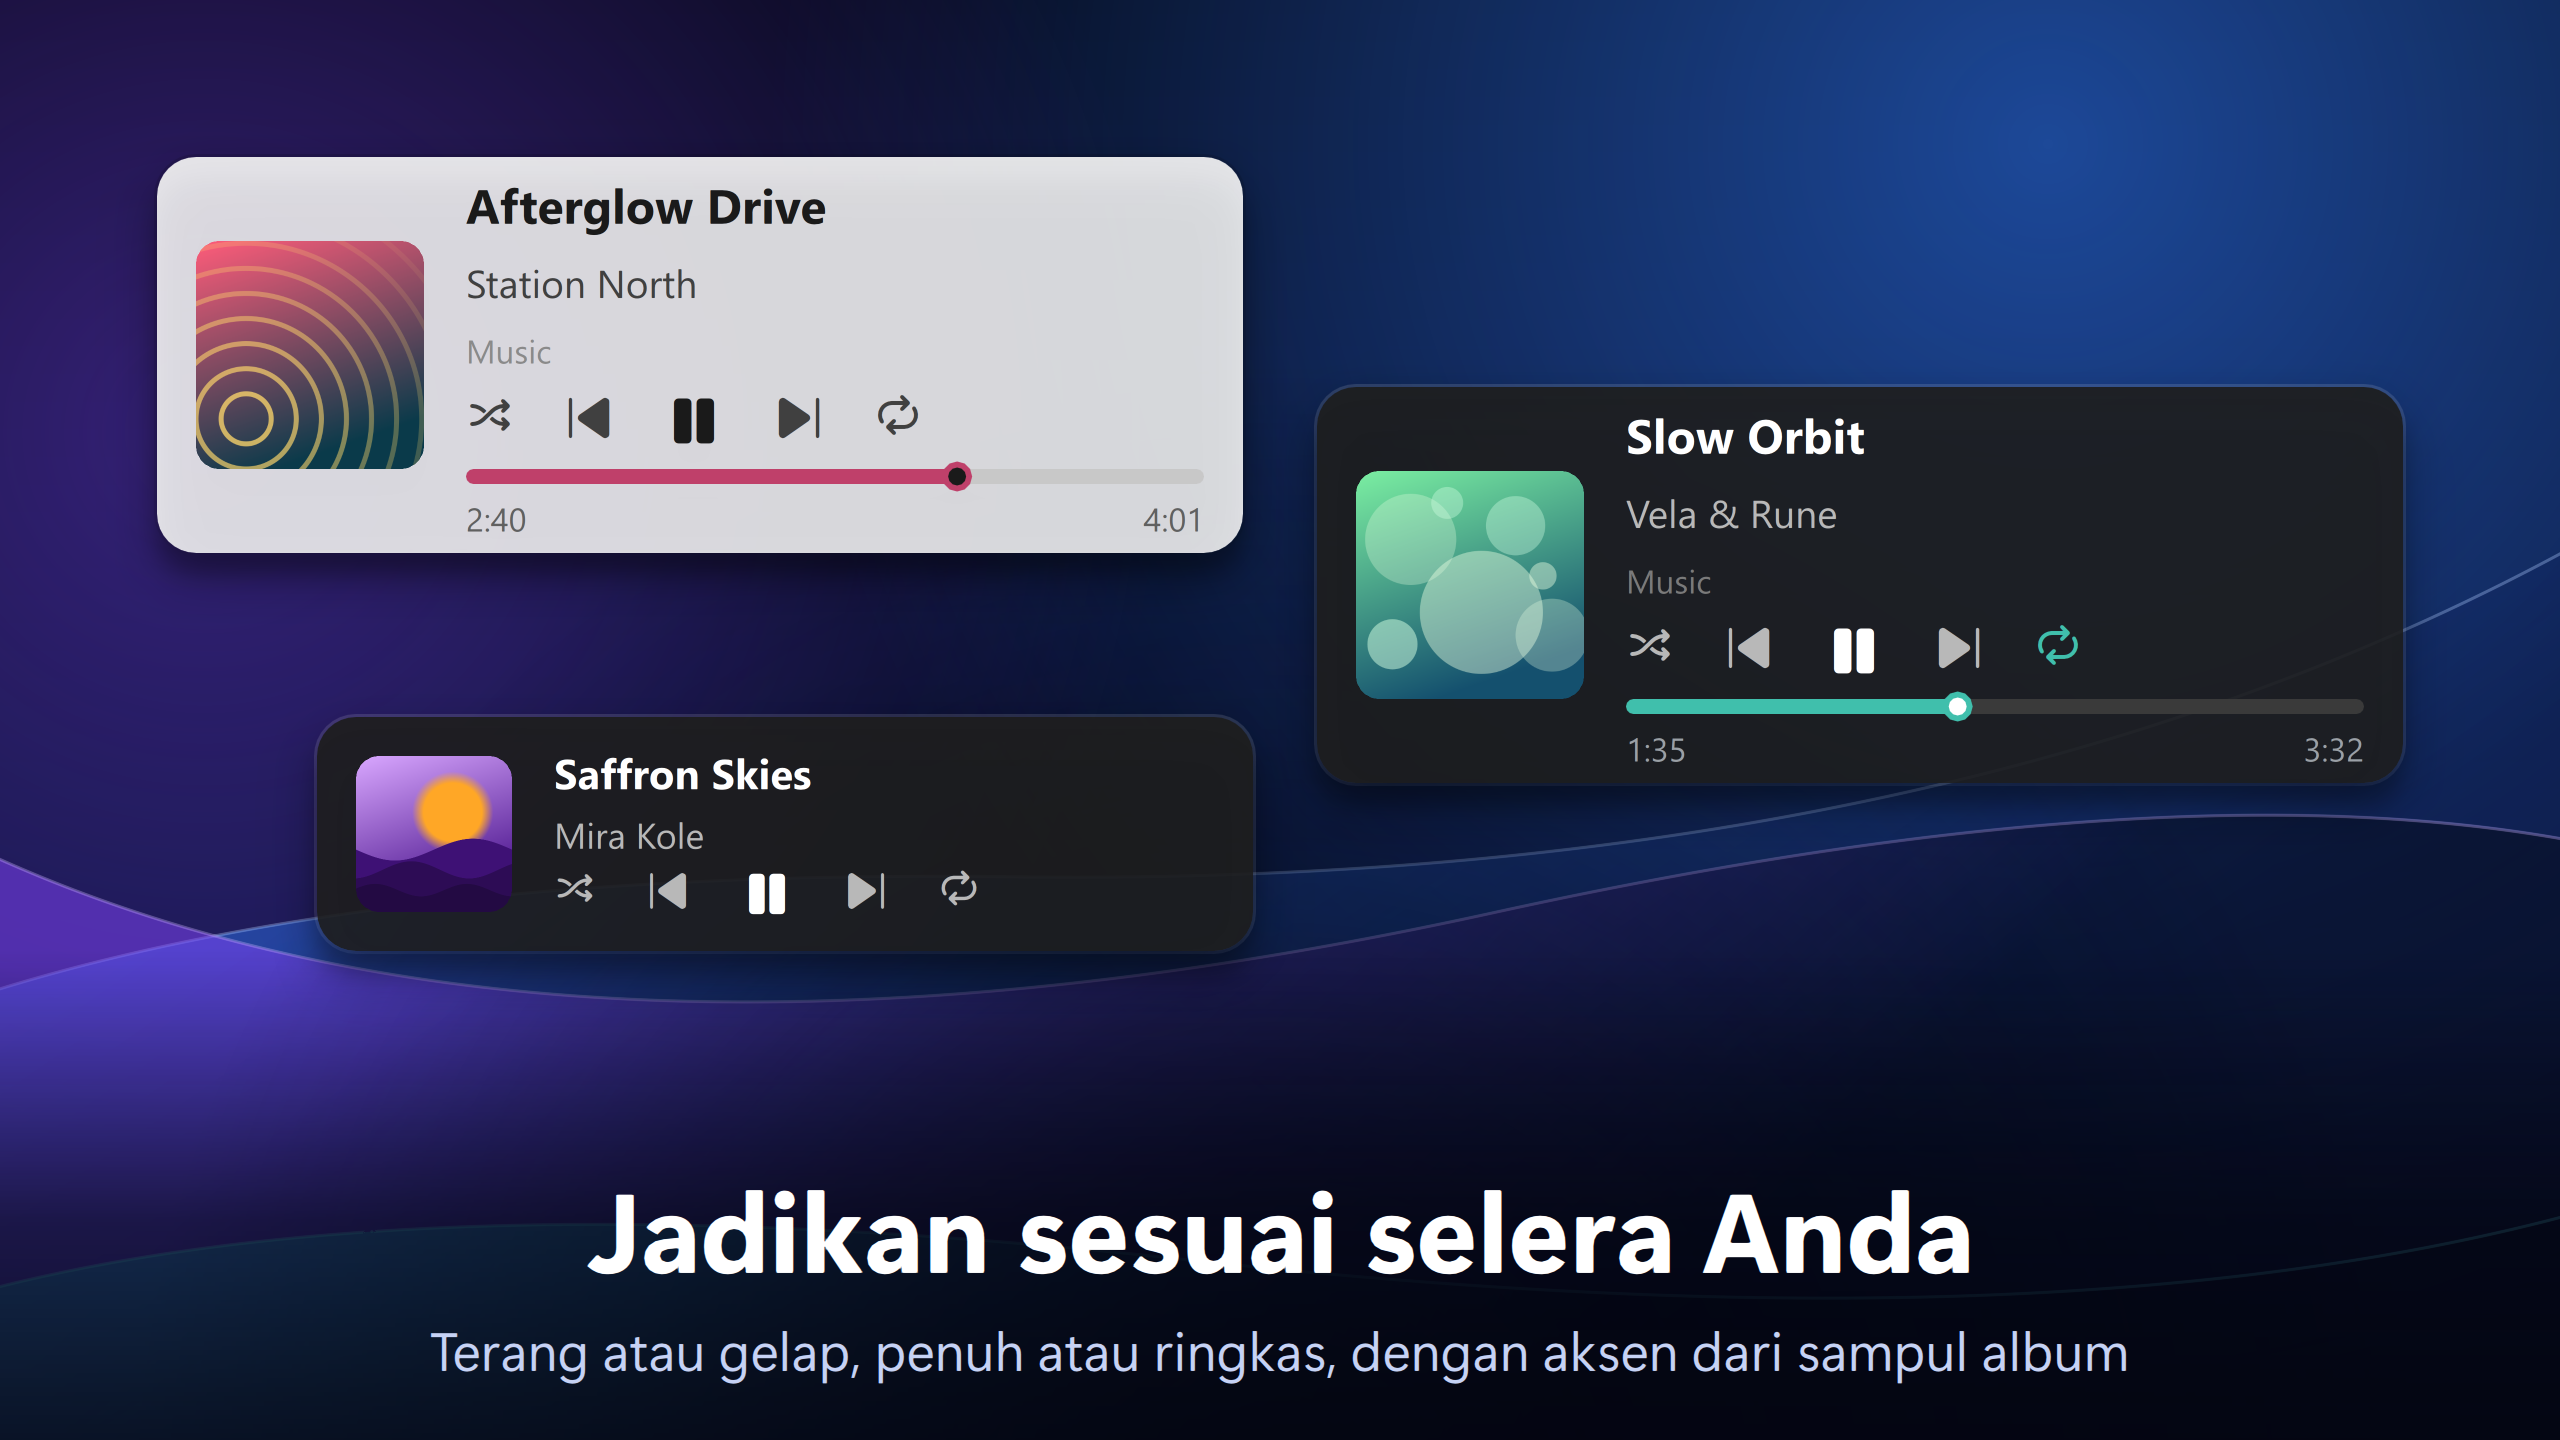 Afterglow Drive
Station North
Music
2:40 4:01
Slow Orbit
Vela & Rune
Music
1:35 3:32
Saffron Skies
Mira Kole
Jadikan sesuai selera Anda
Terang atau gelap, penuh atau ringkas, dengan aksen dari sampul album